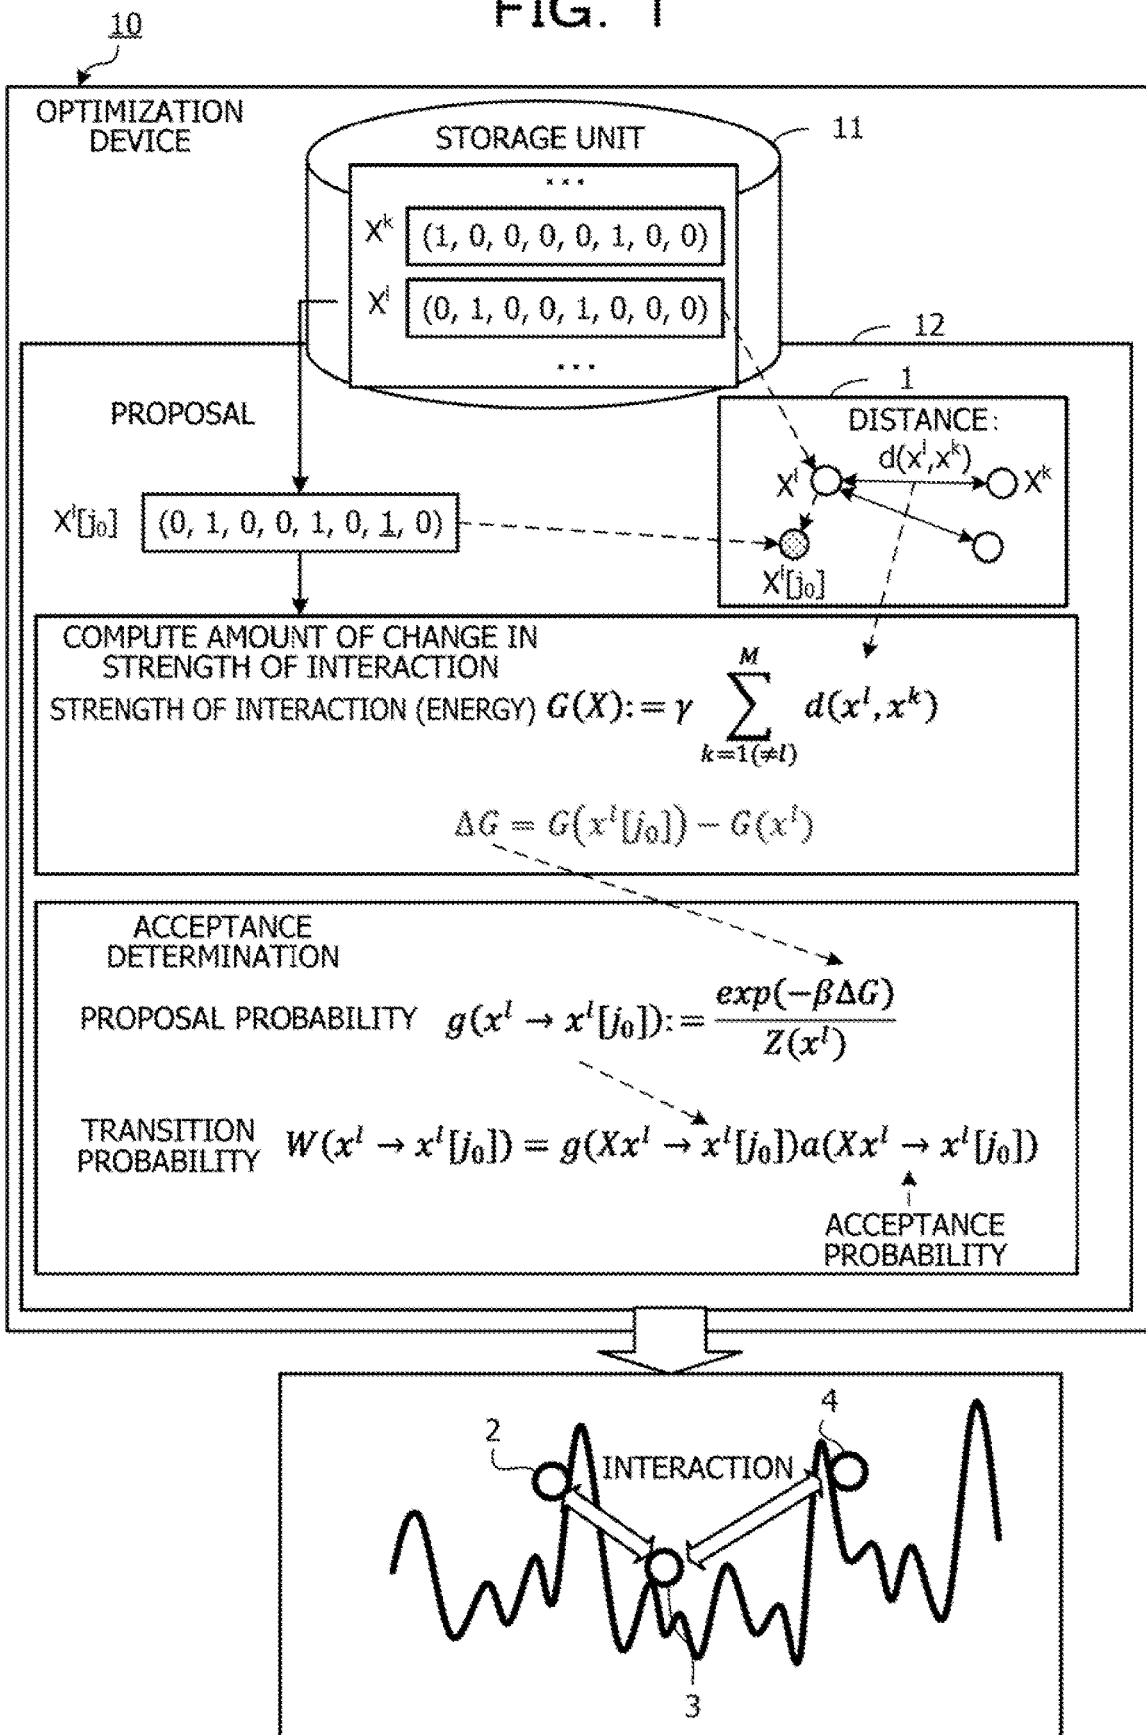 FIG. 1
10
OPTIMIZATION
DEVICE
STORAGE UNIT
11
...
X^k (1, 0, 0, 0, 0, 1, 0, 0)
X^l (0, 1, 0, 0, 1, 0, 0, 0)
...
12
1
PROPOSAL
DISTANCE:
d(x^l,x^k)
X^l
X^k
X^l[j₀] (0, 1, 0, 0, 1, 0, 1, 0)
X^l[j₀]
COMPUTE AMOUNT OF CHANGE IN
STRENGTH OF INTERACTION
STRENGTH OF INTERACTION (ENERGY) G(X):= γ ∑_{k=1(≠l)}^{M} d(x^l, x^k)
ΔG = G(x^l[j₀]) − G(x^l)
ACCEPTANCE
DETERMINATION
PROPOSAL PROBABILITY g(x^l → x^l[j₀]):= exp(−βΔG) / Z(x^l)
TRANSITION
PROBABILITY W(x^l → x^l[j₀]) = g(Xx^l → x^l[j₀])a(Xx^l → x^l[j₀])
ACCEPTANCE
PROBABILITY
2
4
INTERACTION
3